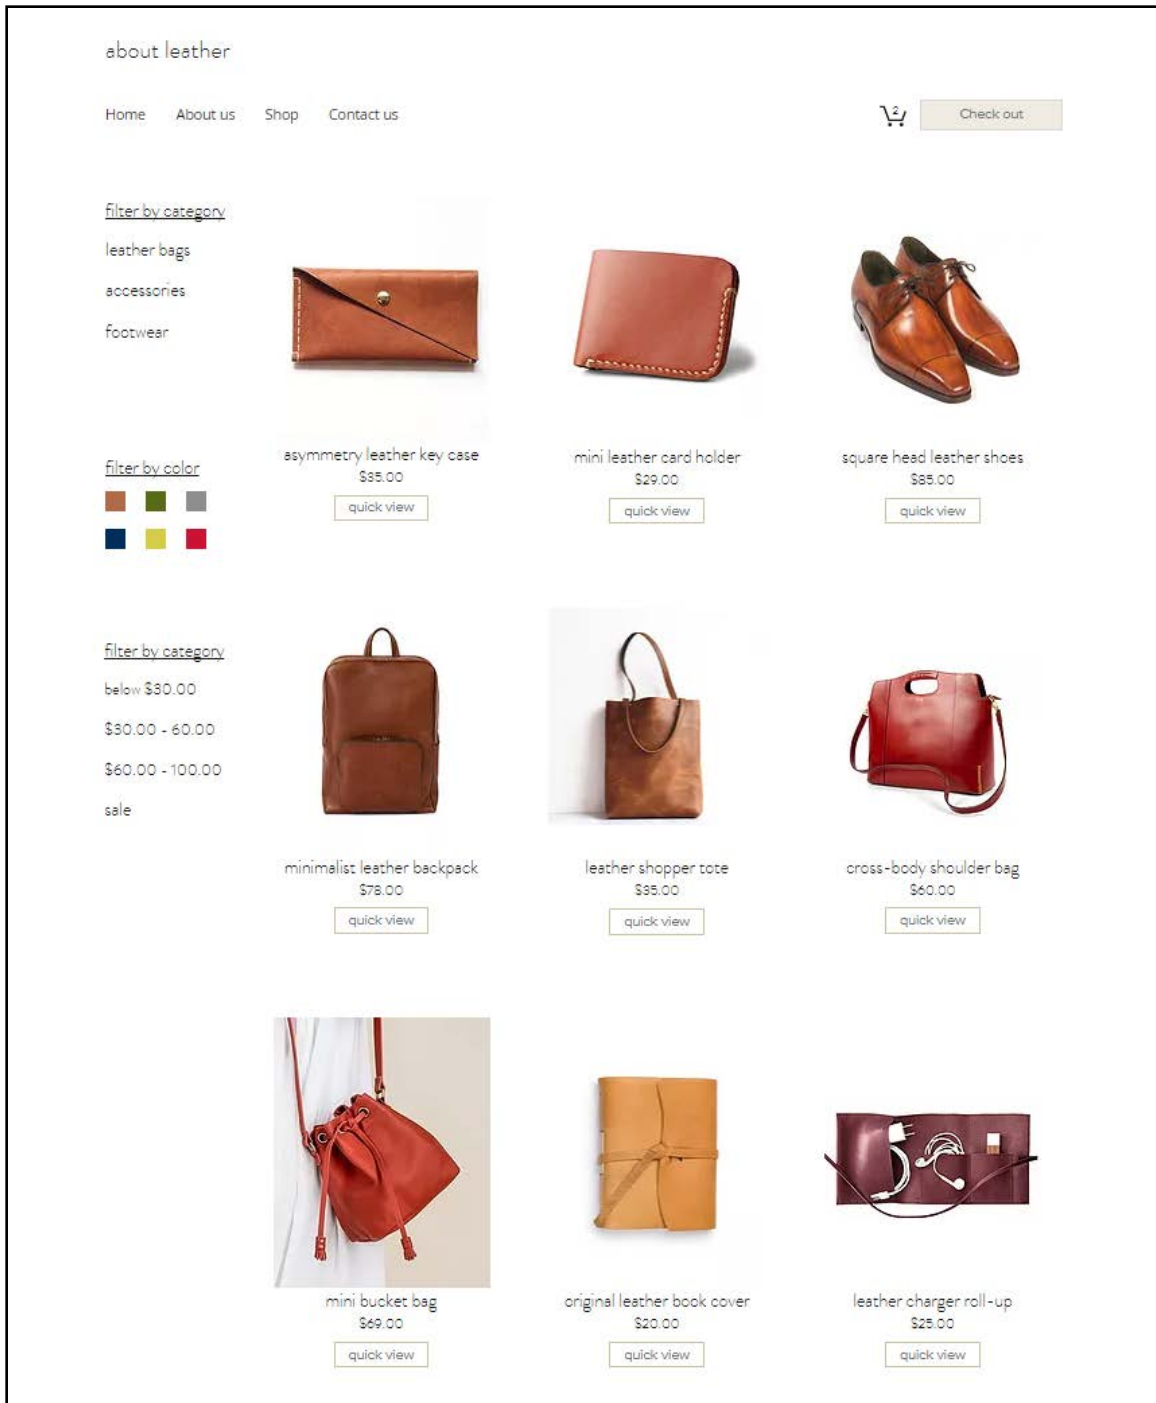 about leather
Home About us Shop Contact us
2
Check out
filter by category
leather bags
accessories
footwear
filter by color
filter by category
below $30.00
$30.00 - 60.00
$60.00 - 100.00
sale
asymmetry leather key case
$35.00
quick view
mini leather card holder
$29.00
quick view
square head leather shoes
$85.00
quick view
minimalist leather backpack
$78.00
quick view
leather shopper tote
$35.00
quick view
cross-body shoulder bag
$60.00
quick view
mini bucket bag
$69.00
quick view
original leather book cover
$20.00
quick view
leather charger roll-up
$25.00
quick view